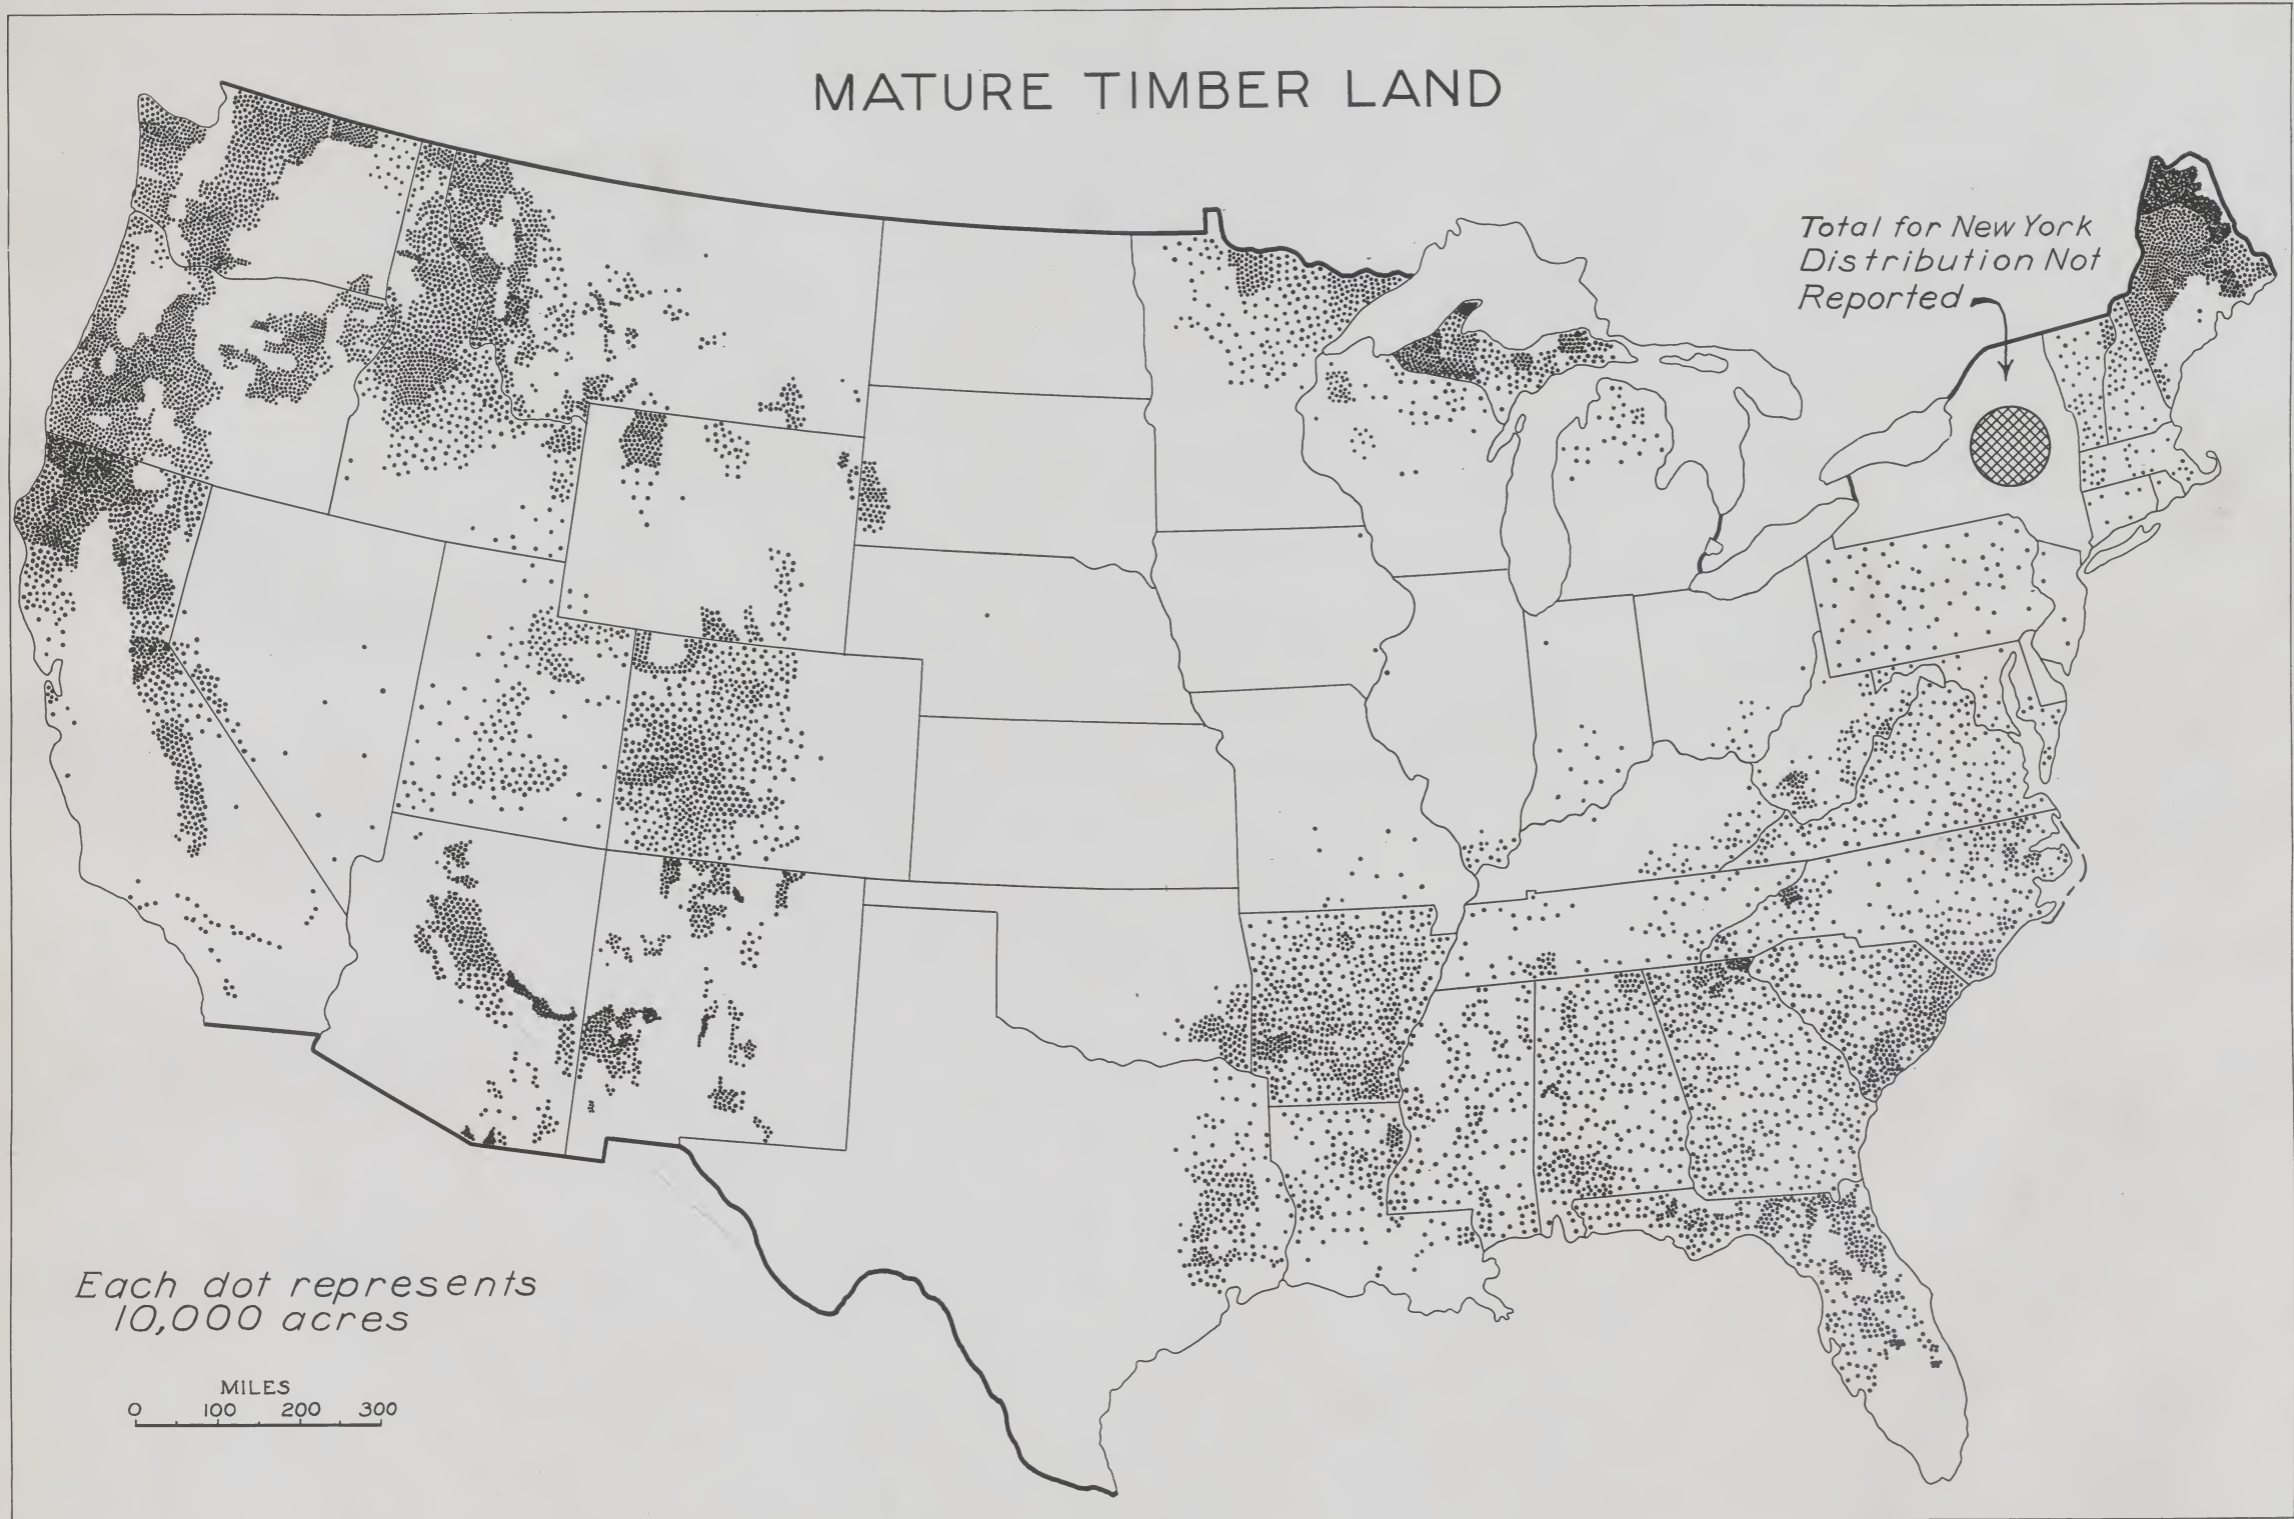 MATURE TIMBER LAND
Total for New York
Distribution Not
Reported
Each dot represents
10,000 acres
MILES
0 100 200 300